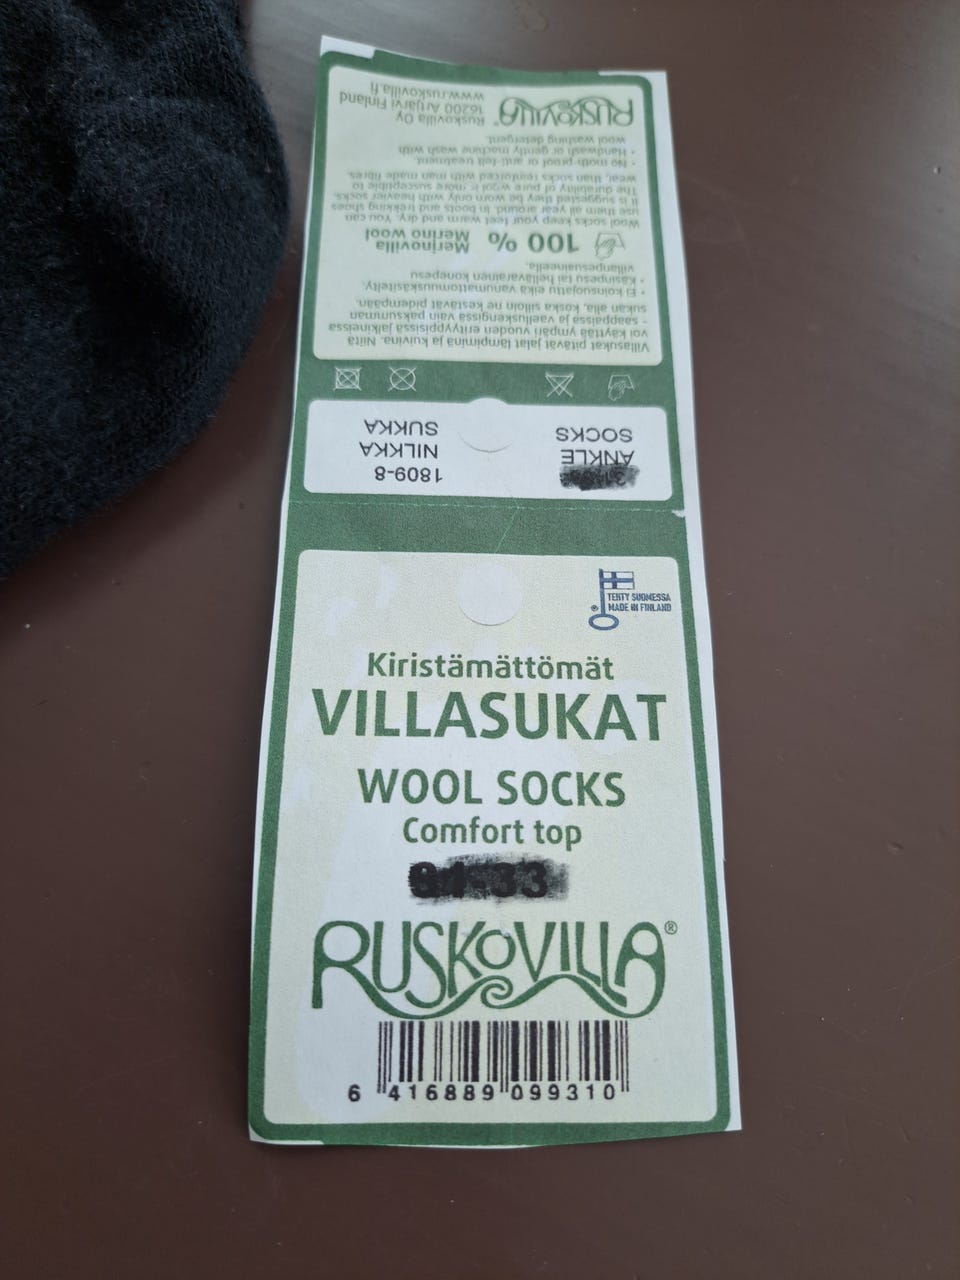 TEHTY SUOMESSA
MADE IN FINLAND
Kiristämättömät
VILLASUKAT
WOOL SOCKS
Comfort top
RUSKOVILLA®
6 416889 099310
ANKLE
SOCKS
1809-8
NILKKA
SUKKA
Villasukat pitävät jalat lämpiminä ja kuivina. Niitä
voi käyttää ympäri vuoden erityyppisissä jalkineissa
- saappaissa ja vaelluskengissä vain paksumman
sukan alla, koska silloin ne kestävät pidempään.
• Ei koinsuojattu eikä vanumattomuuskäsitelty.
• Käsinpesu tai hellävarainen konepesu
villanpesuaineella.
100 % Merinovilla
Merino wool
Wool socks keep your feet warm and dry. You can
use them all year around. In boots and trekking shoes
it is suggested they be worn only with heavier socks.
The durability of pure wool is more susceptible to
wear, than socks reinforced with man made fibres.
• No moth proof or anti-felt treatment.
• Handwash or gently machine wash with
wool washing detergent.
RUSKOVILLA®
Ruskovilla Oy
16200 Artjärvi Finland
www.ruskovilla.fi